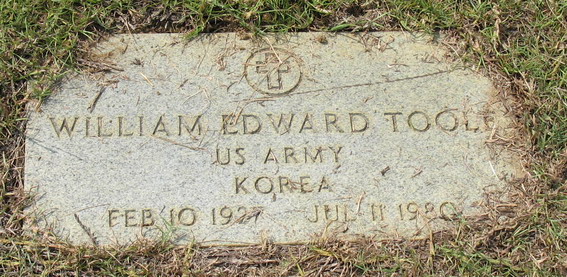 WILLIAM EDWARD TOOLE
US ARMY
KOREA
FEB 10 1927 JUL 11 1980